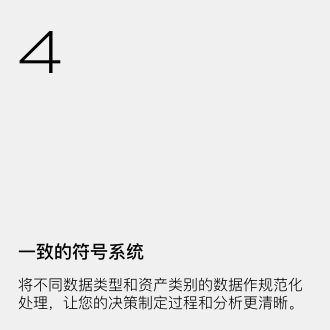 4
一致的符号系统
将不同数据类型和资产类别的数据作规范化
处理，让您的决策制定过程和分析更清晰。